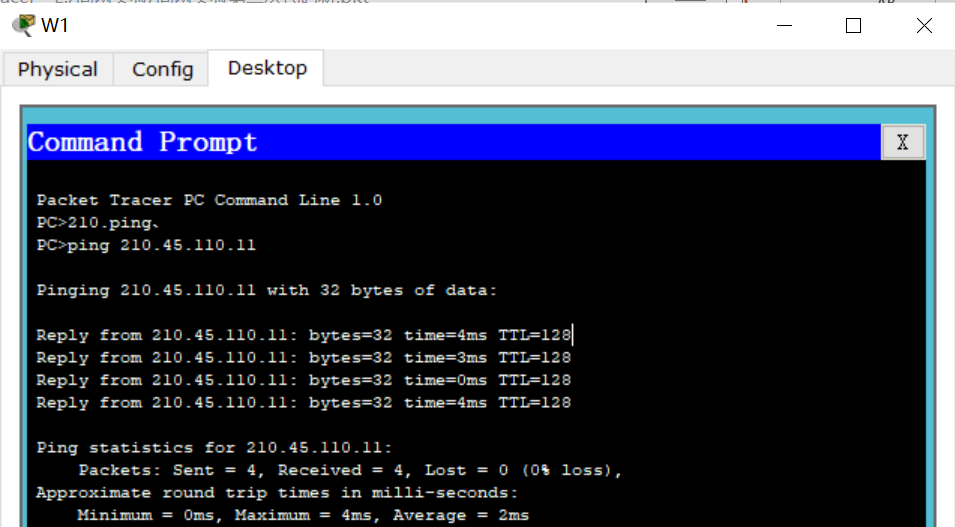 W1
Physical Config Desktop
Command Prompt
X
Packet Tracer PC Command Line 1.0
PC>210.ping、
PC>ping 210.45.110.11
Pinging 210.45.110.11 with 32 bytes of data:
Reply from 210.45.110.11: bytes=32 time=4ms TTL=128
Reply from 210.45.110.11: bytes=32 time=3ms TTL=128
Reply from 210.45.110.11: bytes=32 time=0ms TTL=128
Reply from 210.45.110.11: bytes=32 time=4ms TTL=128
Ping statistics for 210.45.110.11:
Packets: Sent = 4, Received = 4, Lost = 0 (0% loss),
Approximate round trip times in milli-seconds:
Minimum = 0ms, Maximum = 4ms, Average = 2ms